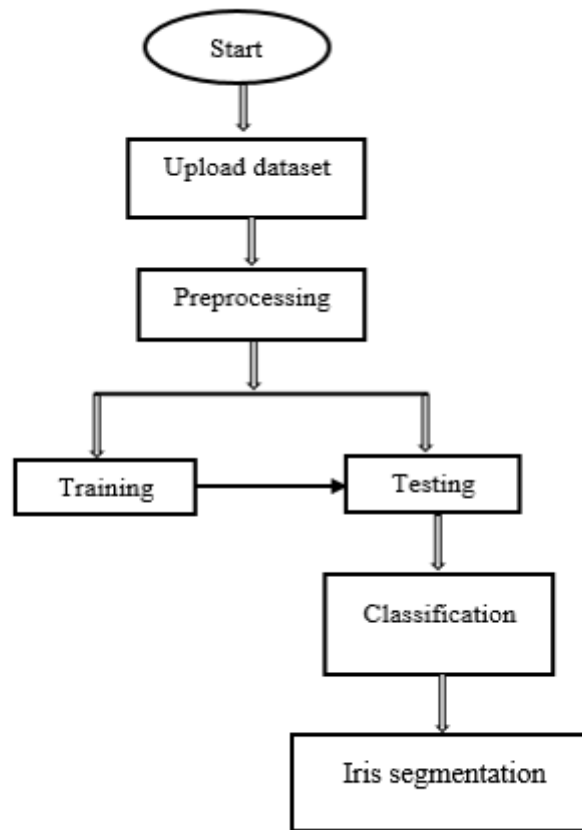 Start
Upload dataset
Preprocessing
Training
Testing
Classification
Iris segmentation